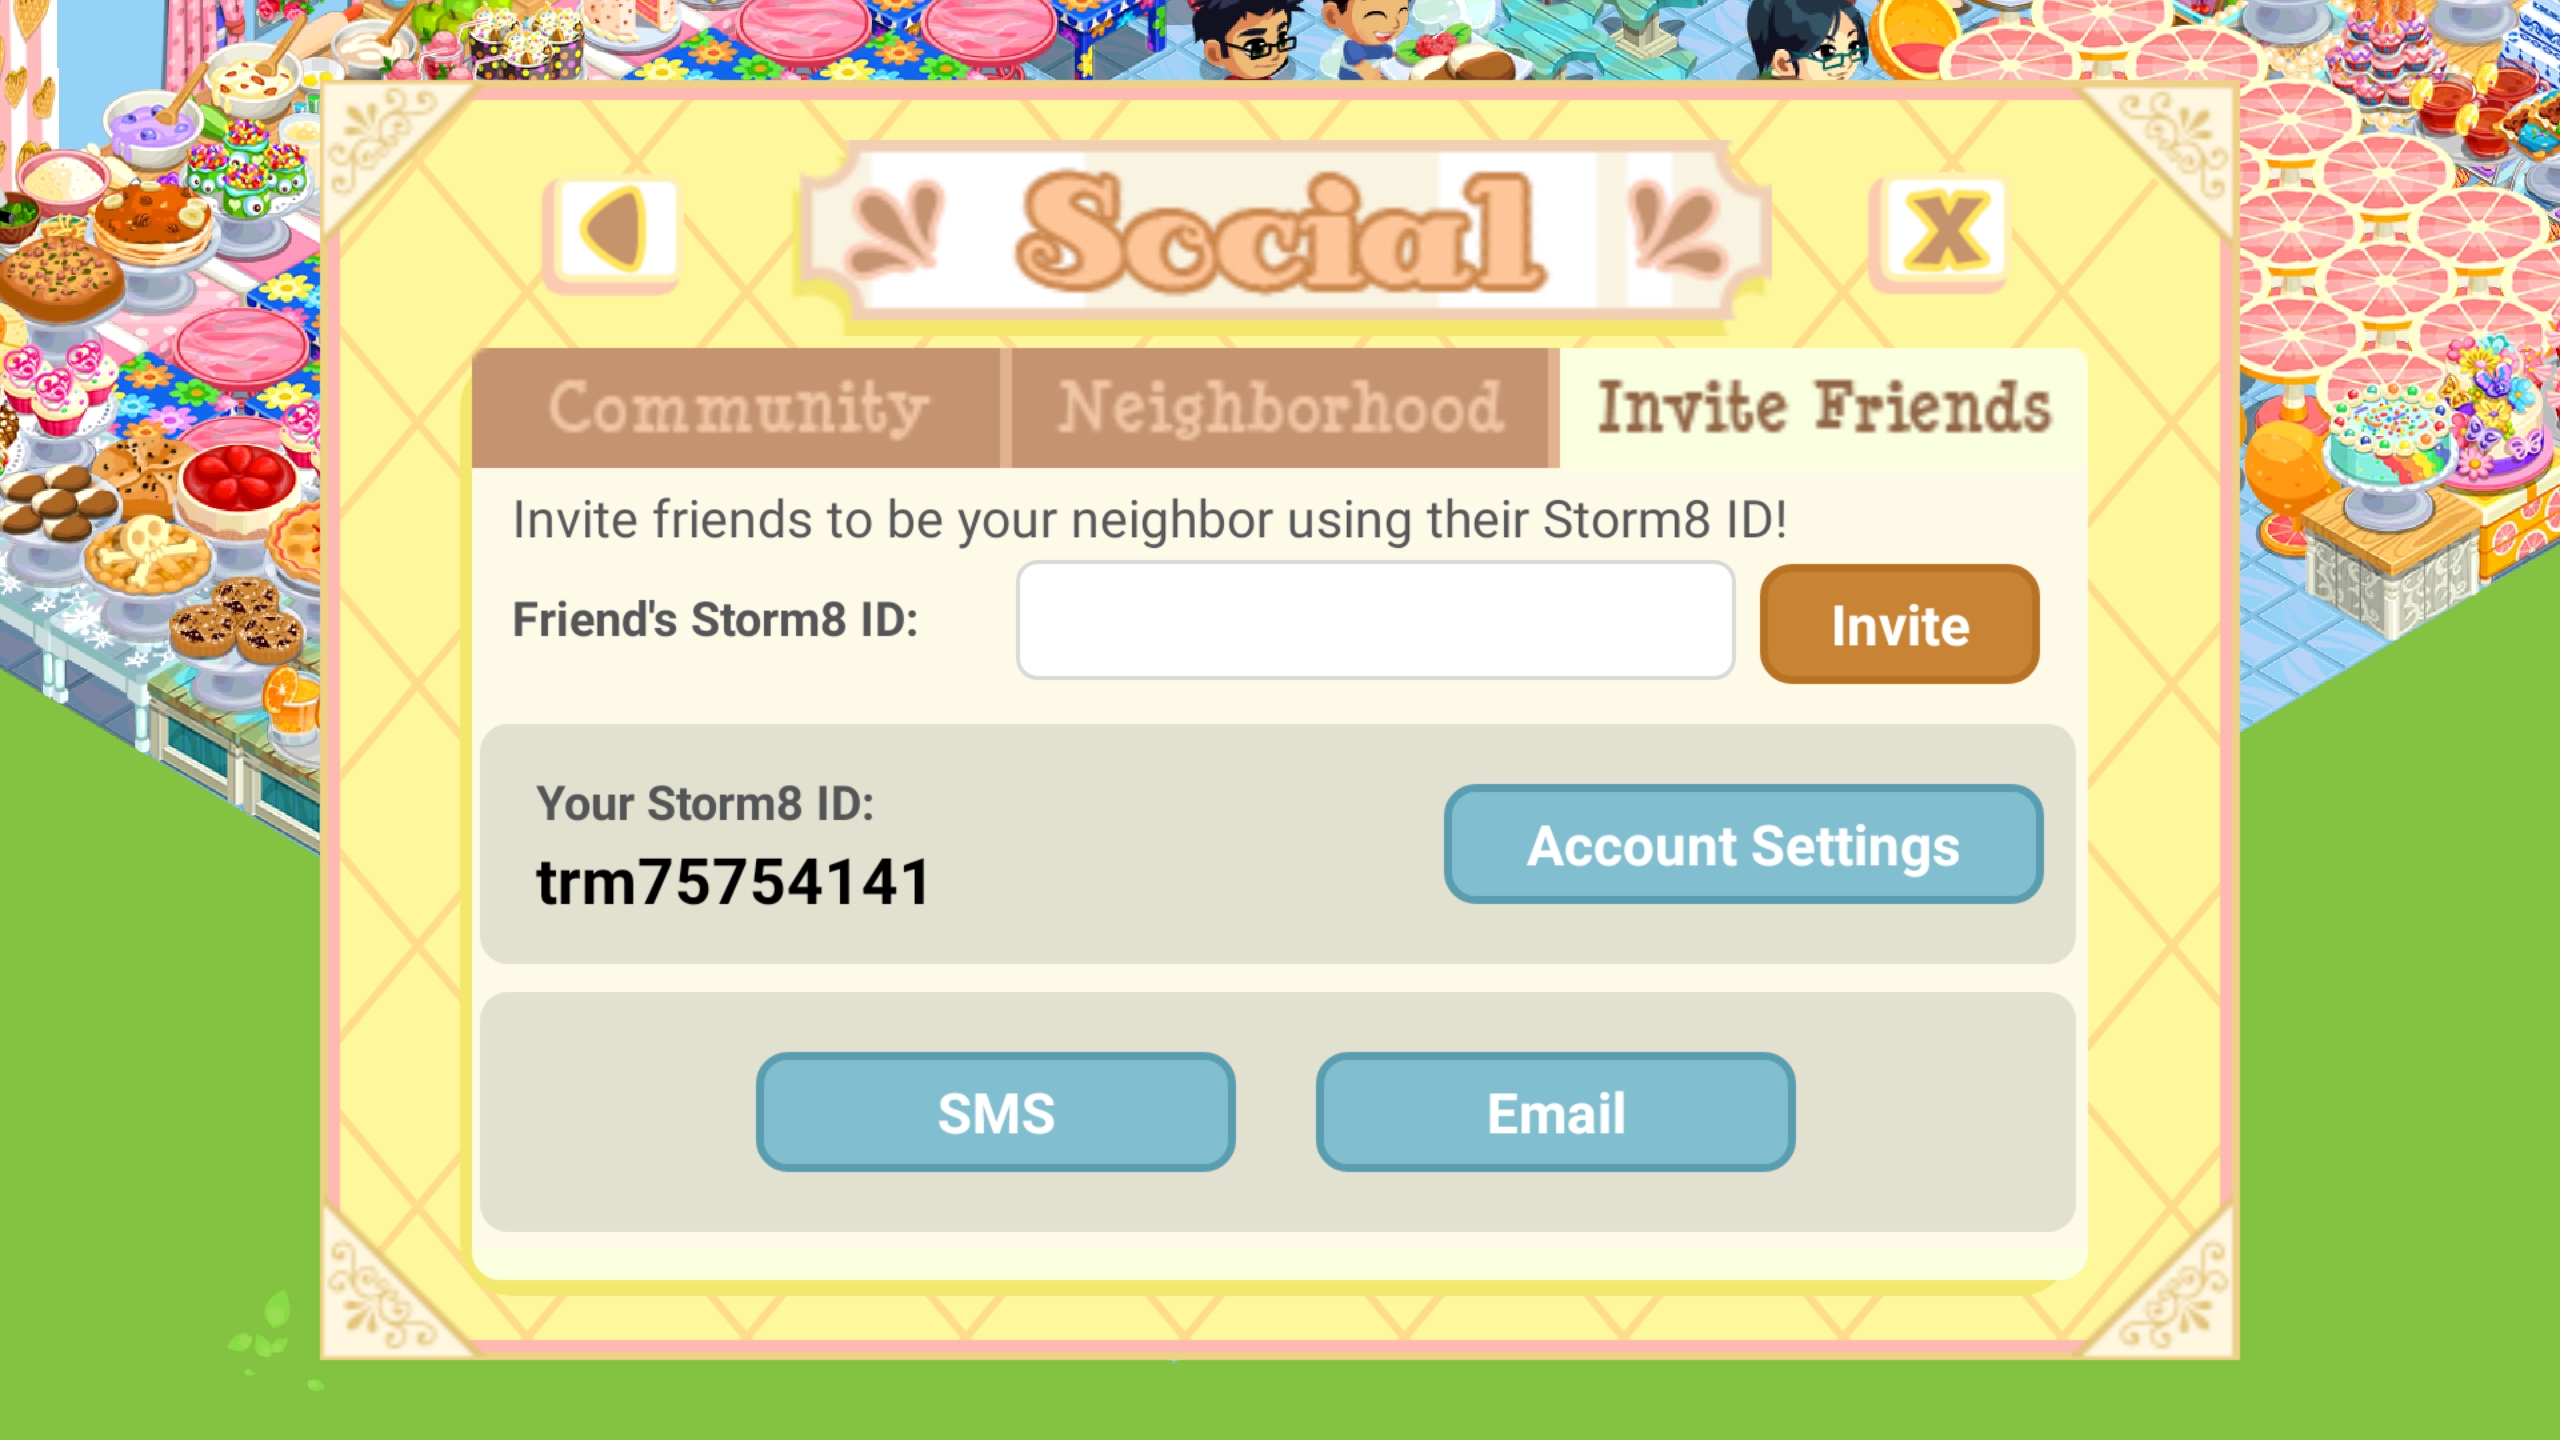 Social
Community
Neighborhood
Invite Friends
Invite friends to be your neighbor using their Storm8 ID!
Friend's Storm8 ID:
Invite
Your Storm8 ID:
trm75754141
Account Settings
SMS
Email